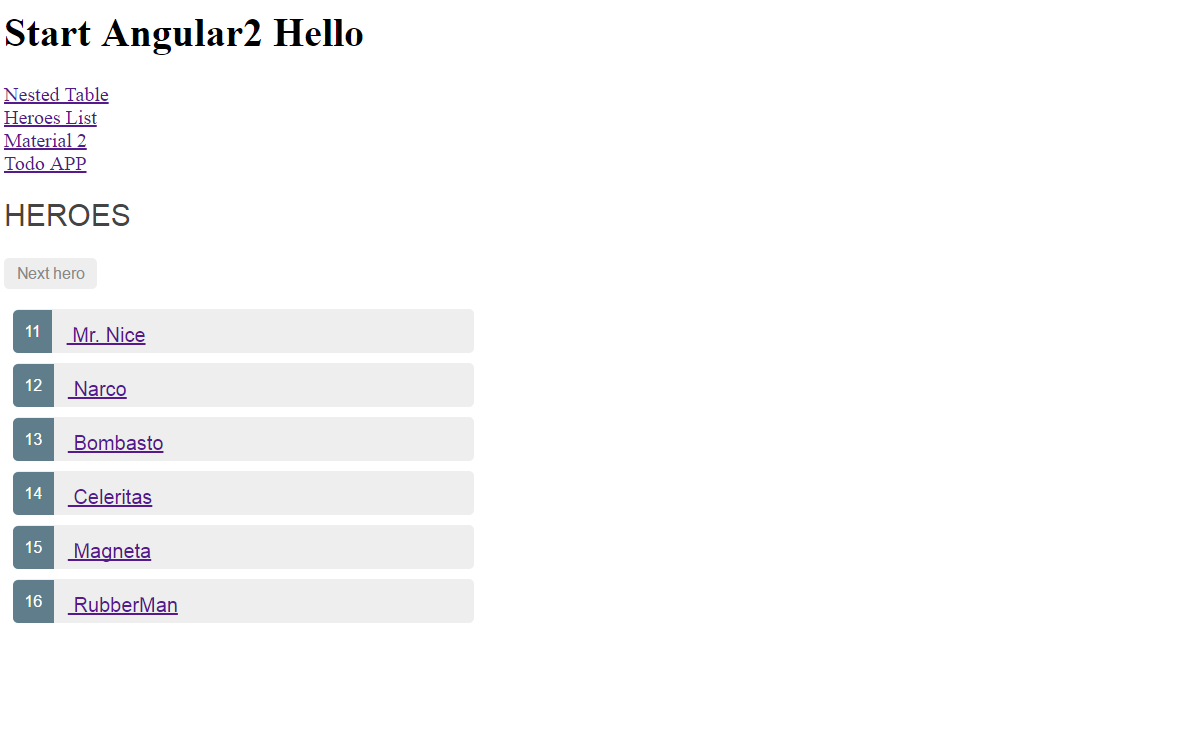 Start Angular2 Hello
Nested Table
Heroes List
Material 2
Todo APP
HEROES
Next hero
11 Mr. Nice
12 Narco
13 Bombasto
14 Celeritas
15 Magneta
16 RubberMan